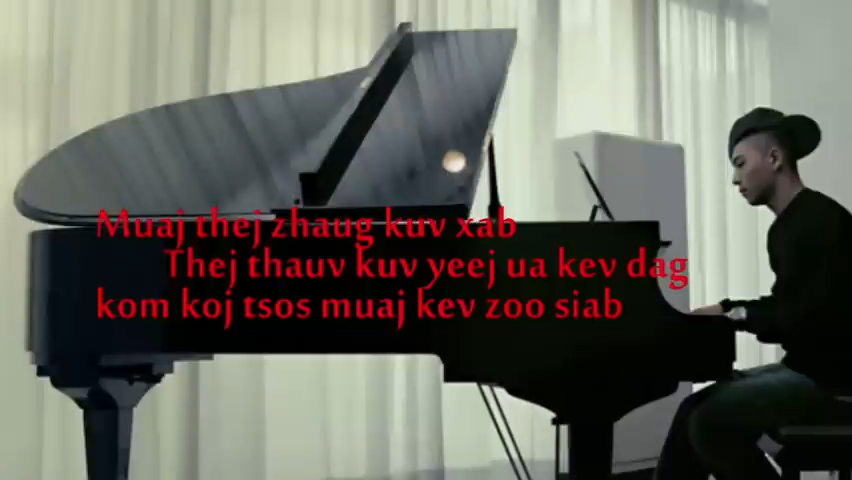 Muaj thej zhaug kuv xab
Thej thauv kuv yeej ua kev dag
kom koj tsos muaj kev zoo siab